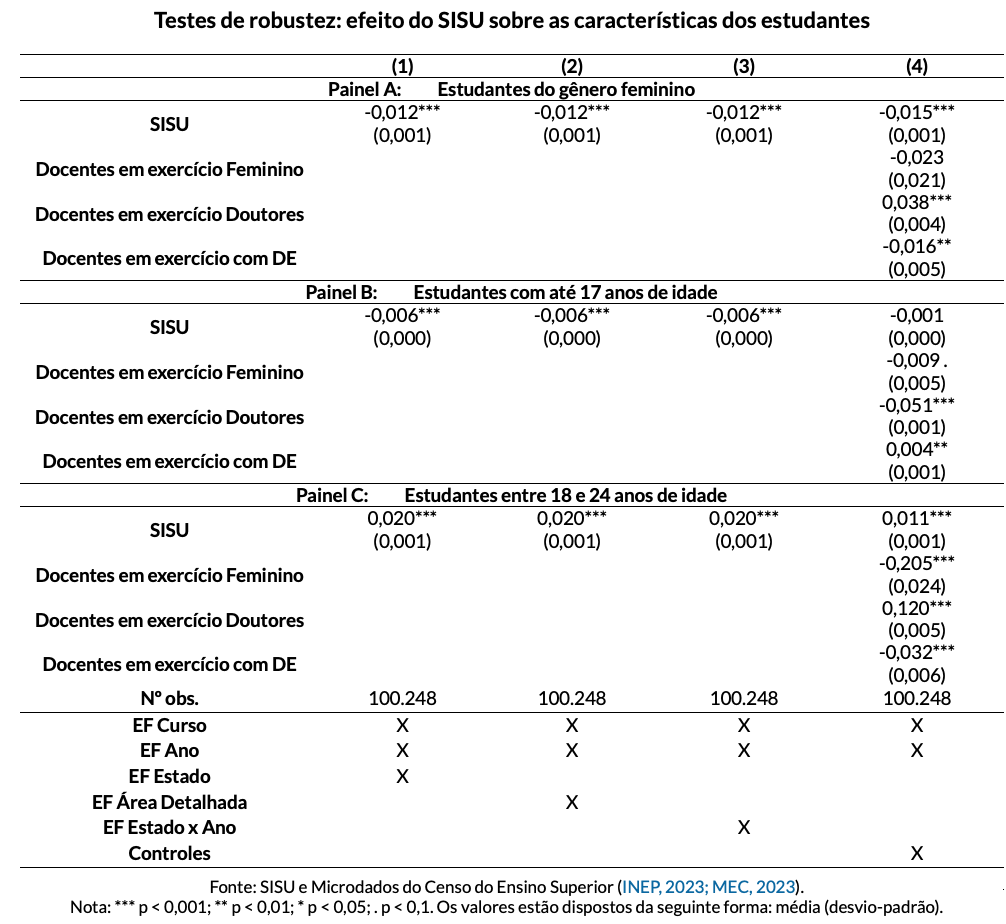 Testes de robustez: efeito do SISU sobre as características dos estudantes
(1) (2) (3) (4)
Painel A: Estudantes do gênero feminino
SISU -0,012*** -0,012*** -0,012*** -0,015***
(0,001) (0,001) (0,001) (0,001)
Docentes em exercício Feminino -0,023
(0,021)
Docentes em exercício Doutores 0,038***
(0,004)
Docentes em exercício com DE -0,016**
(0,005)
Painel B: Estudantes com até 17 anos de idade
SISU -0,006*** -0,006*** -0,006*** -0,001
(0,000) (0,000) (0,000) (0,000)
Docentes em exercício Feminino -0,009 .
(0,005)
Docentes em exercício Doutores -0,051***
(0,001)
Docentes em exercício com DE 0,004**
(0,001)
Painel C: Estudantes entre 18 e 24 anos de idade
SISU 0,020*** 0,020*** 0,020*** 0,011***
(0,001) (0,001) (0,001) (0,001)
Docentes em exercício Feminino -0,205***
(0,024)
Docentes em exercício Doutores 0,120***
(0,005)
Docentes em exercício com DE -0,032***
(0,006)
Nº obs. 100.248 100.248 100.248 100.248
EF Curso X X X X
EF Ano X X X X
EF Estado X
EF Área Detalhada X
EF Estado x Ano X
Controles X
Fonte: SISU e Microdados do Censo do Ensino Superior (INEP, 2023; MEC, 2023).
Nota: *** p < 0,001; ** p < 0,01; * p < 0,05; . p < 0,1. Os valores estão dispostos da seguinte forma: média (desvio-padrão).